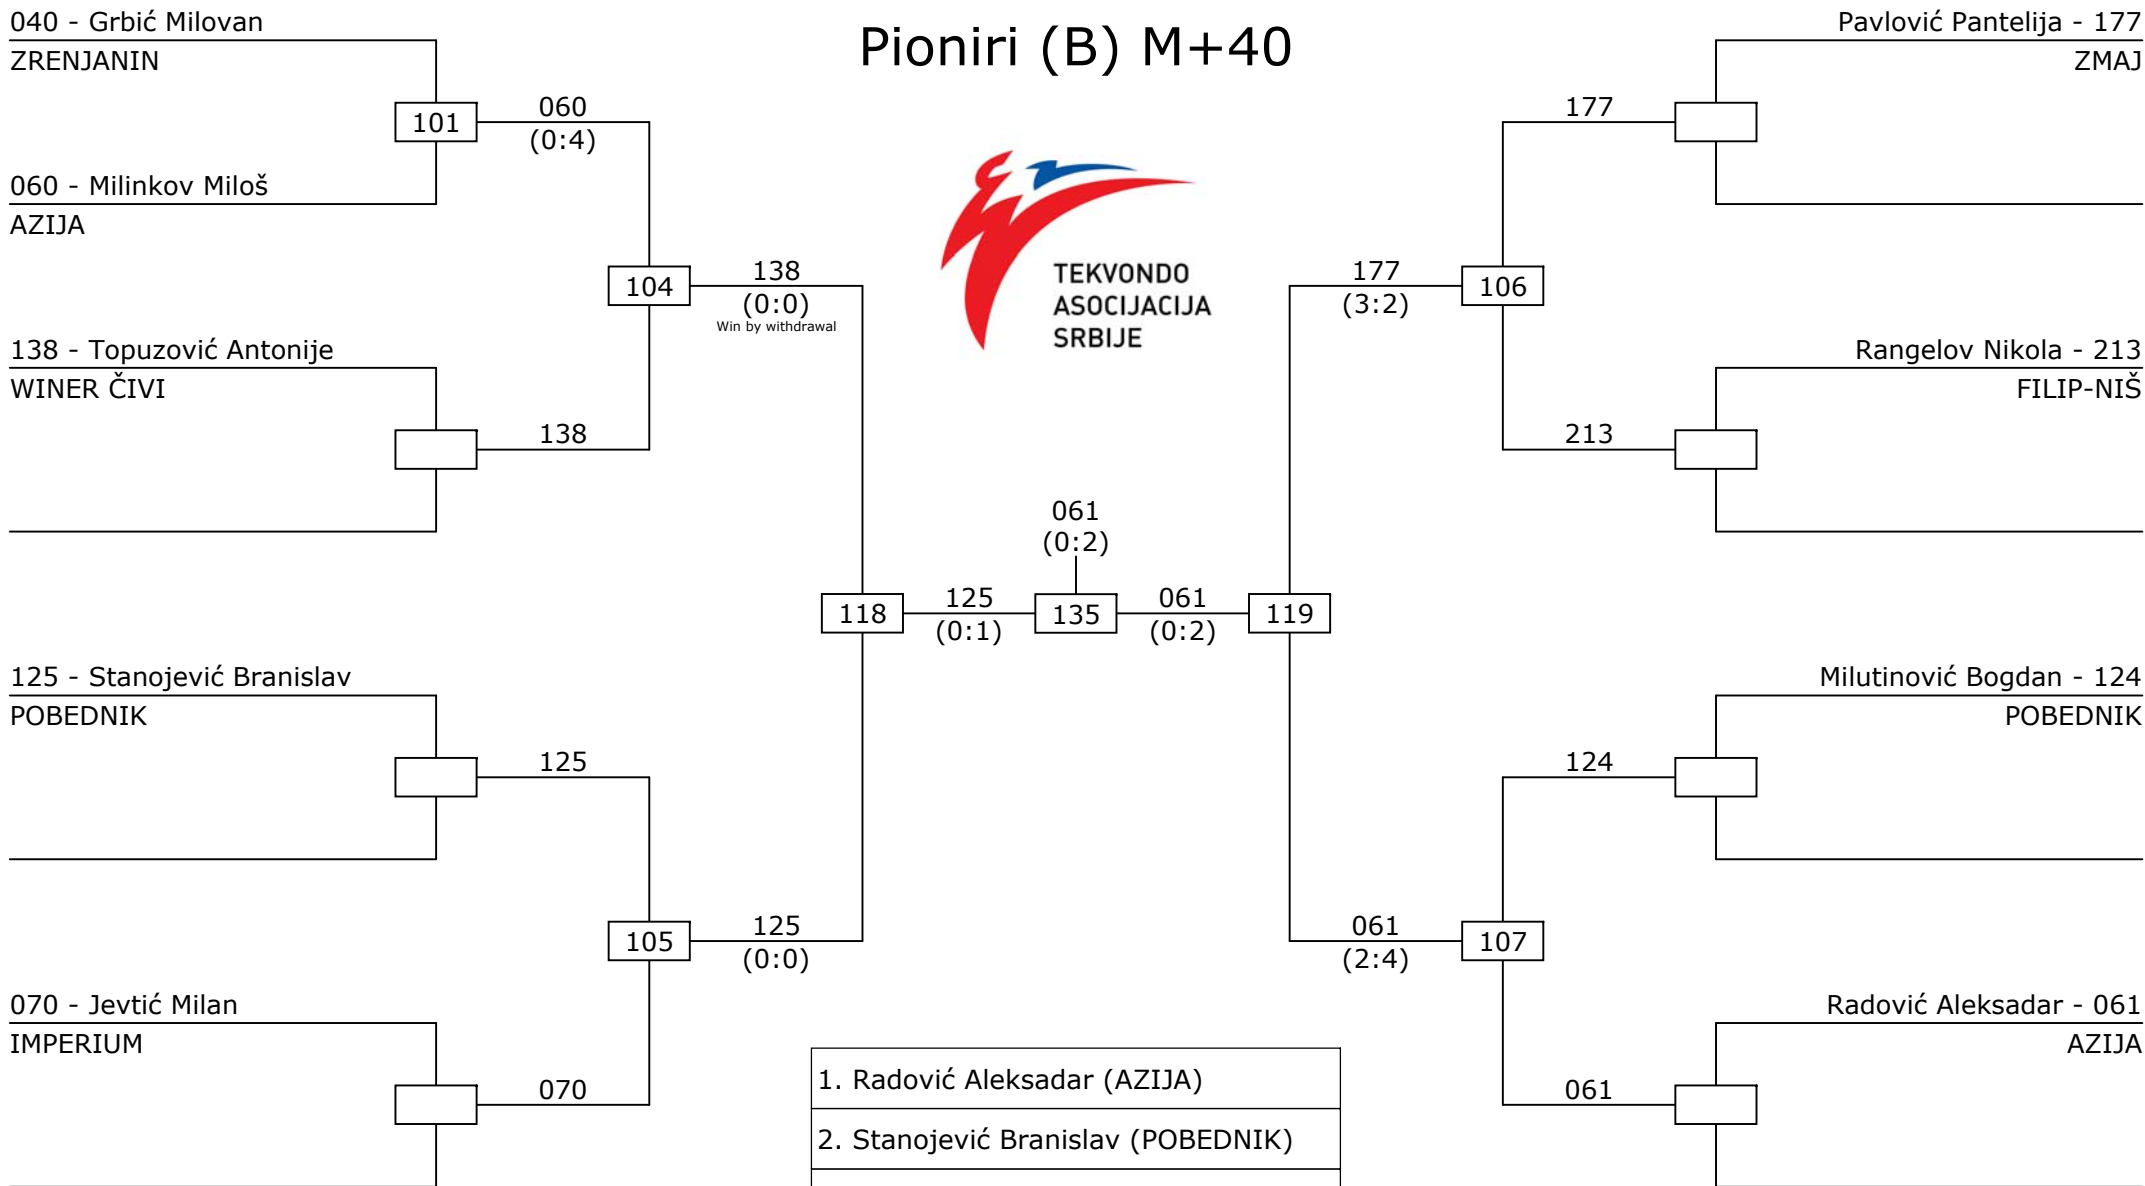 Pioniri (B) M+40
040 - Grbić Milovan
ZRENJANIN
101
060
(0:4)
060 - Milinkov Miloš
AZIJA
104
138
(0:0)
Win by withdrawal
138 - Topuzović Antonije
WINER ČIVI
138
125 - Stanojević Branislav
POBEDNIK
125
105
125
(0:0)
070 - Jevtić Milan
IMPERIUM
070
118
125
(0:1)
061
(0:2)
135
061
(0:2)
119
TEKVONDO
ASOCIJACIJA
SRBIJE
Pavlović Pantelija - 177
ZMAJ
177
177
(3:2)
106
Rangelov Nikola - 213
FILIP-NIŠ
213
Milutinović Bogdan - 124
POBEDNIK
124
061
(2:4)
107
Radović Aleksadar - 061
AZIJA
061
1. Radović Aleksadar (AZIJA)
2. Stanojević Branislav (POBEDNIK)